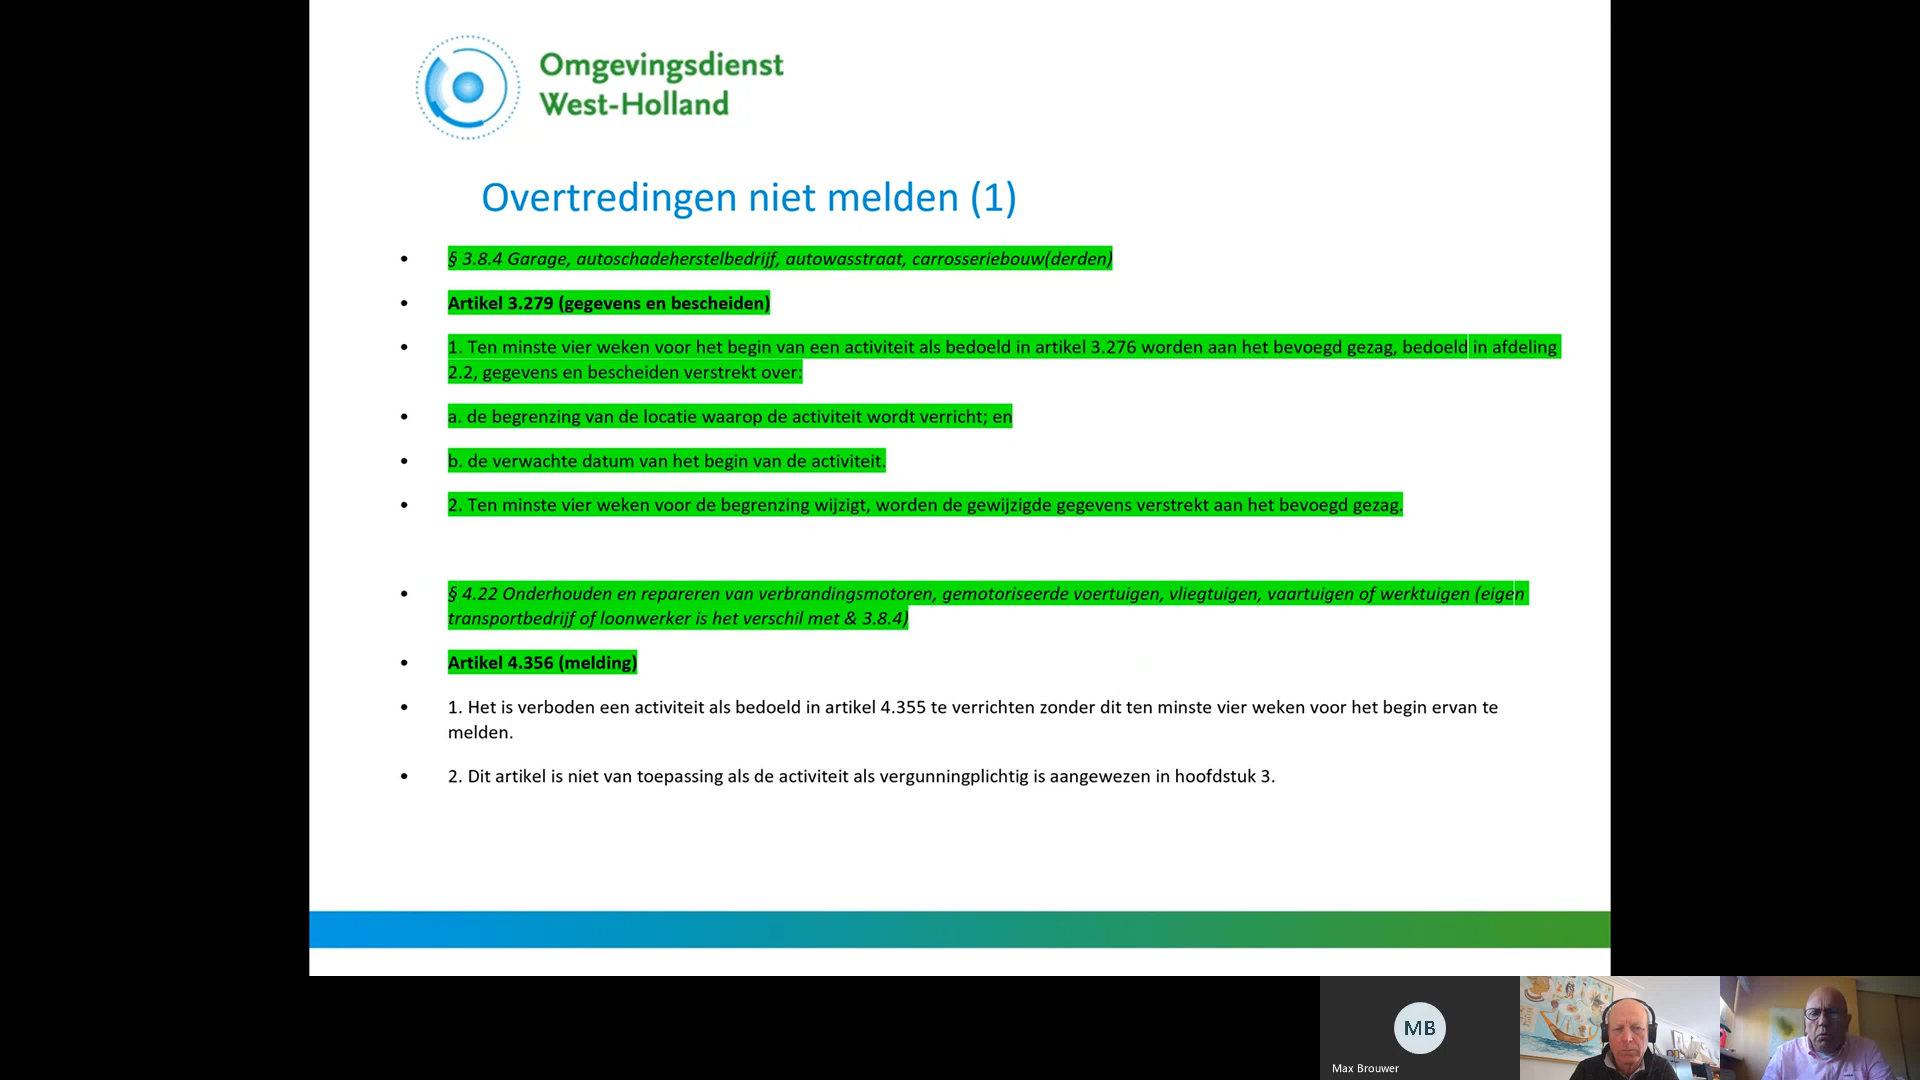 Omgevingsdienst
West-Holland
Overtredingen niet melden (1)
• § 3.8.4 Garage, autoschadeherstelbedrijf, autowasstraat, carrosseriebouw(derden)
• Artikel 3.279 (gegevens en bescheiden)
• 1. Ten minste vier weken voor het begin van een activiteit als bedoeld in artikel 3.276 worden aan het bevoegd gezag, bedoeld in afdeling
2.2, gegevens en bescheiden verstrekt over:
• a. de begrenzing van de locatie waarop de activiteit wordt verricht; en
• b. de verwachte datum van het begin van de activiteit.
• 2. Ten minste vier weken voor de begrenzing wijzigt, worden de gewijzigde gegevens verstrekt aan het bevoegd gezag.
• § 4.22 Onderhouden en repareren van verbrandingsmotoren, gemotoriseerde voertuigen, vliegtuigen, vaartuigen of werktuigen (eigen
transportbedrijf of loonwerker is het verschil met & 3.8.4)
• Artikel 4.356 (melding)
• 1. Het is verboden een activiteit als bedoeld in artikel 4.355 te verrichten zonder dit ten minste vier weken voor het begin ervan te
melden.
• 2. Dit artikel is niet van toepassing als de activiteit als vergunningplichtig is aangewezen in hoofdstuk 3.
MB
Max Brouwer